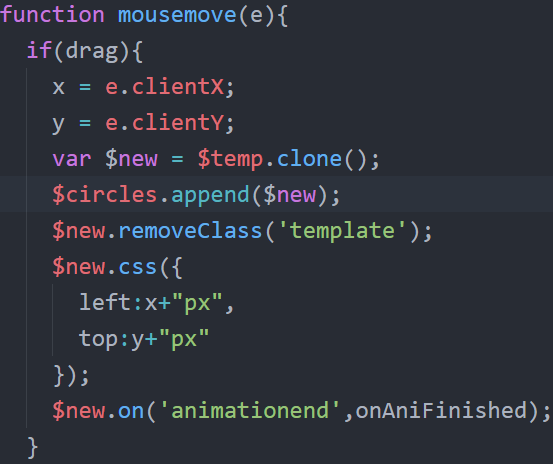 function mousemove(e){
if(drag){
x = e.clientX;
y = e.clientY;
var $new = $temp.clone();
$circles.append($new);
$new.removeClass('template');
$new.css({
left:x+"px",
top:y+"px"
});
$new.on('animationend',onAniFinished);
}